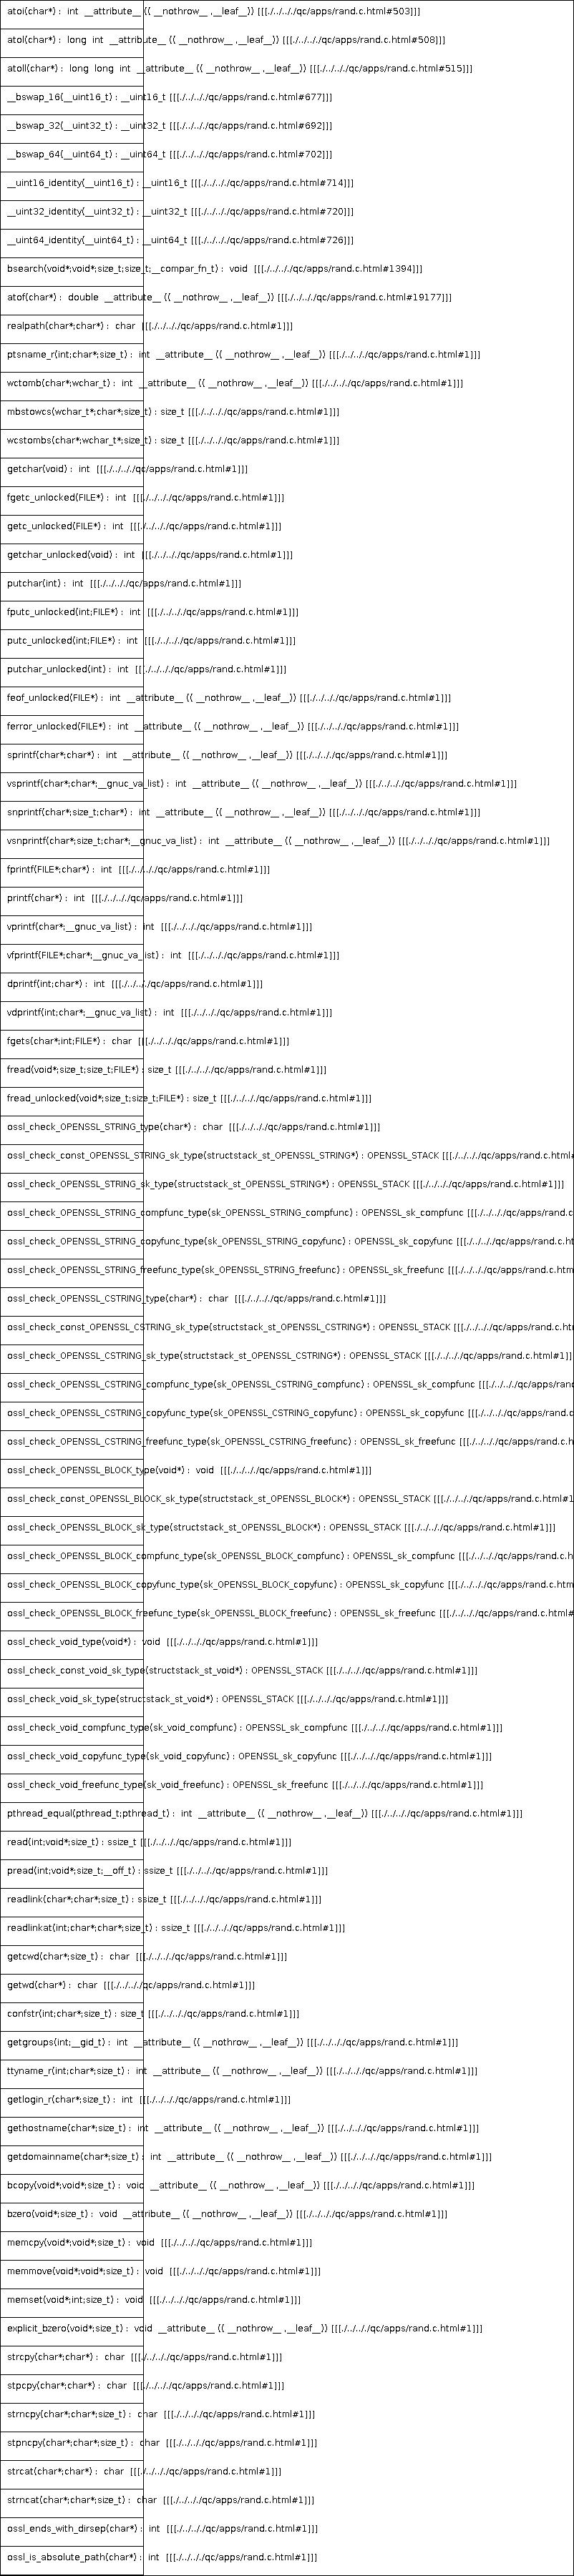 atoi(char*) : int __attribute__ (( __nothrow__ ,__leaf__)) [[[./../../qc/apps/rand.c.html#503]]]
atol(char*) : long int __attribute__ (( __nothrow__ ,__leaf__)) [[[./../../qc/apps/rand.c.html#508]]]
atoll(char*) : long long int __attribute__ (( __nothrow__ ,__leaf__)) [[[./../../qc/apps/rand.c.html#515]]]
__bswap_16(__uint16_t) : __uint16_t [[[./../../qc/apps/rand.c.html#677]]]
__bswap_32(__uint32_t) : __uint32_t [[[./../../qc/apps/rand.c.html#692]]]
__bswap_64(__uint64_t) : __uint64_t [[[./../../qc/apps/rand.c.html#702]]]
__uint16_identity(__uint16_t) : __uint16_t [[[./../../qc/apps/rand.c.html#714]]]
__uint32_identity(__uint32_t) : __uint32_t [[[./../../qc/apps/rand.c.html#720]]]
__uint64_identity(__uint64_t) : __uint64_t [[[./../../qc/apps/rand.c.html#726]]]
bsearch(void*;void*;size_t;size_t;__compar_fn_t) : void [[[./../../qc/apps/rand.c.html#1394]]]
atof(char*) : double __attribute__ (( __nothrow__ ,__leaf__)) [[[./../../qc/apps/rand.c.html#19177]]]
realpath(char*;char*) : char [[[./../../qc/apps/rand.c.html#1]]]
ptsname_r(int;char*;size_t) : int __attribute__ (( __nothrow__ ,__leaf__)) [[[./../../qc/apps/rand.c.html#1]]]
wctomb(char*;wchar_t) : int __attribute__ (( __nothrow__ ,__leaf__)) [[[./../../qc/apps/rand.c.html#1]]]
mbstowcs(wchar_t*;char*;size_t) : size_t [[[./../../qc/apps/rand.c.html#1]]]
wcstombs(char*;wchar_t*;size_t) : size_t [[[./../../qc/apps/rand.c.html#1]]]
getchar(void) : int [[[./../../qc/apps/rand.c.html#1]]]
fgetc_unlocked(FILE*) : int [[[./../../qc/apps/rand.c.html#1]]]
getc_unlocked(FILE*) : int [[[./../../qc/apps/rand.c.html#1]]]
getchar_unlocked(void) : int [[[./../../qc/apps/rand.c.html#1]]]
putchar(int) : int [[[./../../qc/apps/rand.c.html#1]]]
fputc_unlocked(int;FILE*) : int [[[./../../qc/apps/rand.c.html#1]]]
putc_unlocked(int;FILE*) : int [[[./../../qc/apps/rand.c.html#1]]]
putchar_unlocked(int) : int [[[./../../qc/apps/rand.c.html#1]]]
feof_unlocked(FILE*) : int __attribute__ (( __nothrow__ ,__leaf__)) [[[./../../qc/apps/rand.c.html#1]]]
ferror_unlocked(FILE*) : int __attribute__ (( __nothrow__ ,__leaf__)) [[[./../../qc/apps/rand.c.html#1]]]
sprintf(char*;char*) : int __attribute__ (( __nothrow__ ,__leaf__)) [[[./../../qc/apps/rand.c.html#1]]]
vsprintf(char*;char*;__gnuc_va_list) : int __attribute__ (( __nothrow__ ,__leaf__)) [[[./../../qc/apps/rand.c.html#1]]]
snprintf(char*;size_t;char*) : int __attribute__ (( __nothrow__ ,__leaf__)) [[[./../../qc/apps/rand.c.html#1]]]
vsnprintf(char*;size_t;char*;__gnuc_va_list) : int __attribute__ (( __nothrow__ ,__leaf__)) [[[./../../qc/apps/rand.c.html#1]]]
fprintf(FILE*;char*) : int [[[./../../qc/apps/rand.c.html#1]]]
printf(char*) : int [[[./../../qc/apps/rand.c.html#1]]]
vprintf(char*;__gnuc_va_list) : int [[[./../../qc/apps/rand.c.html#1]]]
vfprintf(FILE*;char*;__gnuc_va_list) : int [[[./../../qc/apps/rand.c.html#1]]]
dprintf(int;char*) : int [[[./../../qc/apps/rand.c.html#1]]]
vdprintf(int;char*;__gnuc_va_list) : int [[[./../../qc/apps/rand.c.html#1]]]
fgets(char*;int;FILE*) : char [[[./../../qc/apps/rand.c.html#1]]]
fread(void*;size_t;size_t;FILE*) : size_t [[[./../../qc/apps/rand.c.html#1]]]
fread_unlocked(void*;size_t;size_t;FILE*) : size_t [[[./../../qc/apps/rand.c.html#1]]]
ossl_check_OPENSSL_STRING_type(char*) : char [[[./../../qc/apps/rand.c.html#1]]]
ossl_check_const_OPENSSL_STRING_sk_type(structstack_st_OPENSSL_STRING*) : OPENSSL_STACK [[[./../../qc/apps/rand.c.html#
ossl_check_OPENSSL_STRING_sk_type(structstack_st_OPENSSL_STRING*) : OPENSSL_STACK [[[./../../qc/apps/rand.c.html#1]]]
ossl_check_OPENSSL_STRING_compfunc_type(sk_OPENSSL_STRING_compfunc) : OPENSSL_sk_compfunc [[[./../../qc/apps/rand.c
ossl_check_OPENSSL_STRING_copyfunc_type(sk_OPENSSL_STRING_copyfunc) : OPENSSL_sk_copyfunc [[[./../../qc/apps/rand.c.ht
ossl_check_OPENSSL_STRING_freefunc_type(sk_OPENSSL_STRING_freefunc) : OPENSSL_sk_freefunc [[[./../../qc/apps/rand.c.htm
ossl_check_OPENSSL_CSTRING_type(char*) : char [[[./../../qc/apps/rand.c.html#1]]]
ossl_check_const_OPENSSL_CSTRING_sk_type(structstack_st_OPENSSL_CSTRING*) : OPENSSL_STACK [[[./../../qc/apps/rand.c.ht
ossl_check_OPENSSL_CSTRING_sk_type(structstack_st_OPENSSL_CSTRING*) : OPENSSL_STACK [[[./../../qc/apps/rand.c.html#1]]]
ossl_check_OPENSSL_CSTRING_compfunc_type(sk_OPENSSL_CSTRING_compfunc) : OPENSSL_sk_compfunc [[[./../../qc/apps/ran
ossl_check_OPENSSL_CSTRING_copyfunc_type(sk_OPENSSL_CSTRING_copyfunc) : OPENSSL_sk_copyfunc [[[./../../qc/apps/rand.c
ossl_check_OPENSSL_CSTRING_freefunc_type(sk_OPENSSL_CSTRING_freefunc) : OPENSSL_sk_freefunc [[[./../../qc/apps/rand.c.h
ossl_check_OPENSSL_BLOCK_type(void*) : void [[[./../../qc/apps/rand.c.html#1]]]
ossl_check_const_OPENSSL_BLOCK_sk_type(structstack_st_OPENSSL_BLOCK*) : OPENSSL_STACK [[[./../../qc/apps/rand.c.html#1
ossl_check_OPENSSL_BLOCK_sk_type(structstack_st_OPENSSL_BLOCK*) : OPENSSL_STACK [[[./../../qc/apps/rand.c.html#1]]]
ossl_check_OPENSSL_BLOCK_compfunc_type(sk_OPENSSL_BLOCK_compfunc) : OPENSSL_sk_compfunc [[[./../../qc/apps/rand.c.h
ossl_check_OPENSSL_BLOCK_copyfunc_type(sk_OPENSSL_BLOCK_copyfunc) : OPENSSL_sk_copyfunc [[[./../../qc/apps/rand.c.htm
ossl_check_OPENSSL_BLOCK_freefunc_type(sk_OPENSSL_BLOCK_freefunc) : OPENSSL_sk_freefunc [[[./../../qc/apps/rand.c.html#
ossl_check_void_type(void*) : void [[[./../../qc/apps/rand.c.html#1]]]
ossl_check_const_void_sk_type(structstack_st_void*) : OPENSSL_STACK [[[./../../qc/apps/rand.c.html#1]]]
ossl_check_void_sk_type(structstack_st_void*) : OPENSSL_STACK [[[./../../qc/apps/rand.c.html#1]]]
ossl_check_void_compfunc_type(sk_void_compfunc) : OPENSSL_sk_compfunc [[[./../../qc/apps/rand.c.html#1]]]
ossl_check_void_copyfunc_type(sk_void_copyfunc) : OPENSSL_sk_copyfunc [[[./../../qc/apps/rand.c.html#1]]]
ossl_check_void_freefunc_type(sk_void_freefunc) : OPENSSL_sk_freefunc [[[./../../qc/apps/rand.c.html#1]]]
pthread_equal(pthread_t;pthread_t) : int __attribute__ (( __nothrow__ ,__leaf__)) [[[./../../qc/apps/rand.c.html#1]]]
read(int;void*;size_t) : ssize_t [[[./../../qc/apps/rand.c.html#1]]]
pread(int;void*;size_t;__off_t) : ssize_t [[[./../../qc/apps/rand.c.html#1]]]
readlink(char*;char*;size_t) : ssize_t [[[./../../qc/apps/rand.c.html#1]]]
readlinkat(int;char*;char*;size_t) : ssize_t [[[./../../qc/apps/rand.c.html#1]]]
getcwd(char*;size_t) : char [[[./../../qc/apps/rand.c.html#1]]]
getwd(char*) : char [[[./../../qc/apps/rand.c.html#1]]]
confstr(int;char*;size_t) : size_t [[[./../../qc/apps/rand.c.html#1]]]
getgroups(int;__gid_t) : int __attribute__ (( __nothrow__ ,__leaf__)) [[[./../../qc/apps/rand.c.html#1]]]
ttyname_r(int;char*;size_t) : int __attribute__ (( __nothrow__ ,__leaf__)) [[[./../../qc/apps/rand.c.html#1]]]
getlogin_r(char*;size_t) : int [[[./../../qc/apps/rand.c.html#1]]]
gethostname(char*;size_t) : int __attribute__ (( __nothrow__ ,__leaf__)) [[[./../../qc/apps/rand.c.html#1]]]
getdomainname(char*;size_t) : int __attribute__ (( __nothrow__ ,__leaf__)) [[[./../../qc/apps/rand.c.html#1]]]
bcopy(void*;void*;size_t) : void __attribute__ (( __nothrow__ ,__leaf__)) [[[./../../qc/apps/rand.c.html#1]]]
bzero(void*;size_t) : void __attribute__ (( __nothrow__ ,__leaf__)) [[[./../../qc/apps/rand.c.html#1]]]
memcpy(void*;void*;size_t) : void [[[./../../qc/apps/rand.c.html#1]]]
memmove(void*;void*;size_t) : void [[[./../../qc/apps/rand.c.html#1]]]
memset(void*;int;size_t) : void [[[./../../qc/apps/rand.c.html#1]]]
explicit_bzero(void*;size_t) : void __attribute__ (( __nothrow__ ,__leaf__)) [[[./../../qc/apps/rand.c.html#1]]]
strcpy(char*;char*) : char [[[./../../qc/apps/rand.c.html#1]]]
stpcpy(char*;char*) : char [[[./../../qc/apps/rand.c.html#1]]]
strncpy(char*;char*;size_t) : char [[[./../../qc/apps/rand.c.html#1]]]
stpncpy(char*;char*;size_t) : char [[[./../../qc/apps/rand.c.html#1]]]
strcat(char*;char*) : char [[[./../../qc/apps/rand.c.html#1]]]
strncat(char*;char*;size_t) : char [[[./../../qc/apps/rand.c.html#1]]]
ossl_ends_with_dirsep(char*) : int [[[./../../qc/apps/rand.c.html#1]]]
ossl_is_absolute_path(char*) : int [[[./../../qc/apps/rand.c.html#1]]]